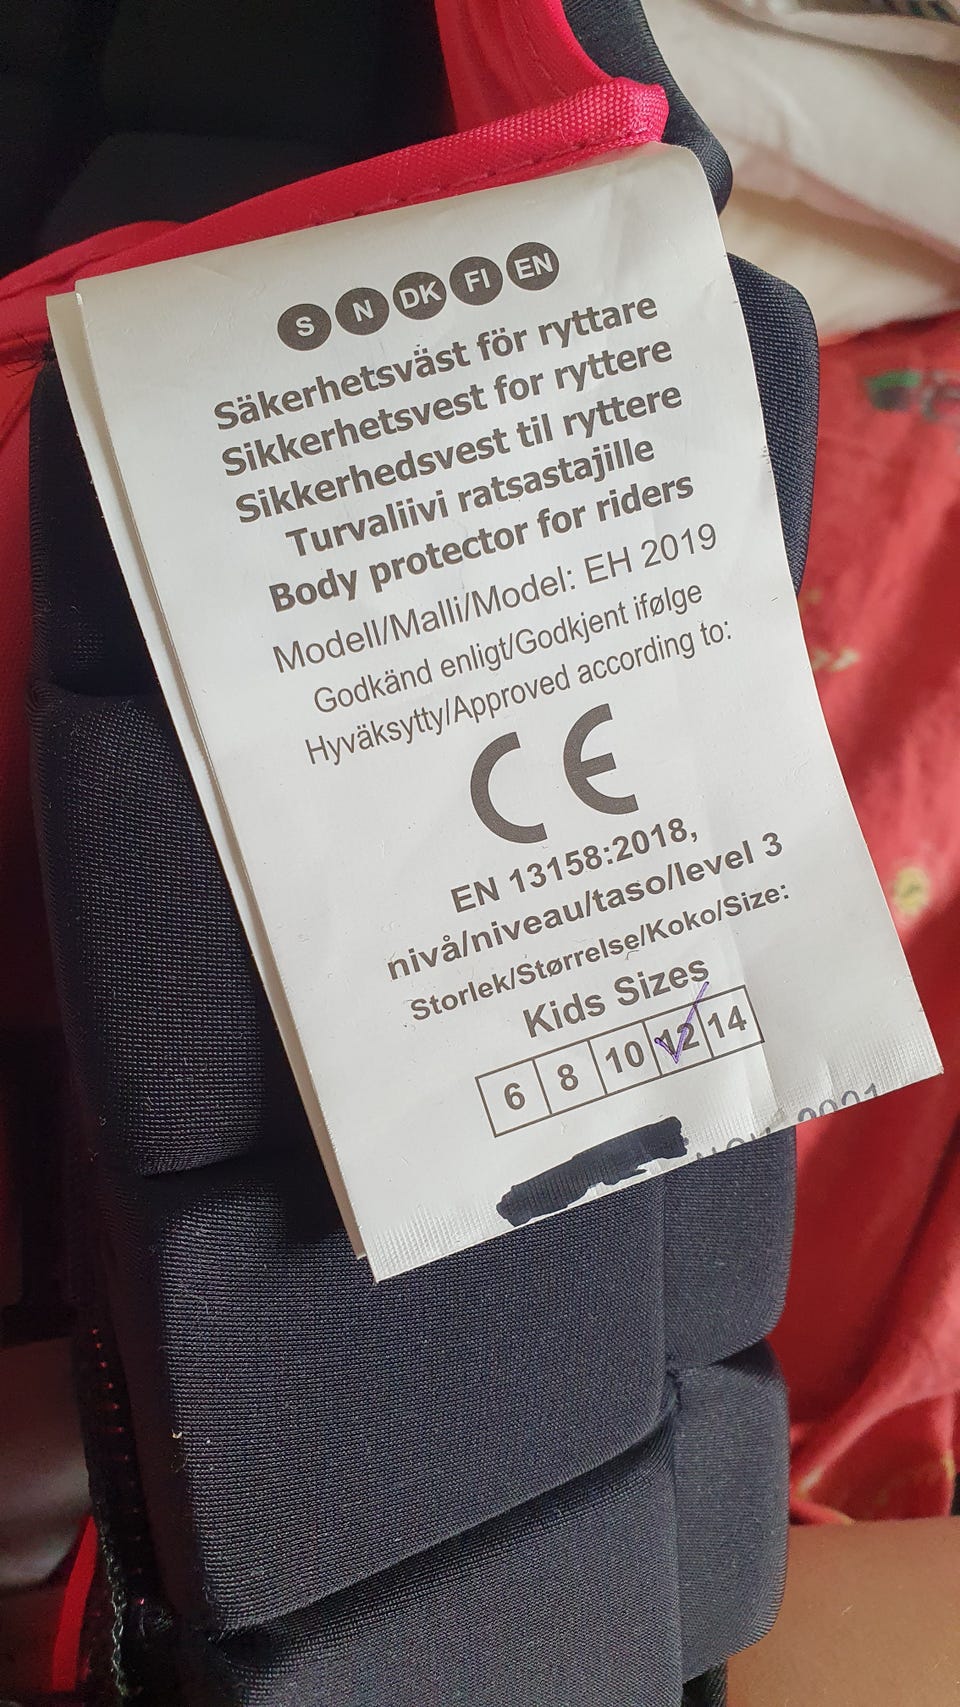 S N DK FI EN
Säkerhetsväst för ryttare
Sikkerhetsvest for ryttere
Sikkerhedsvest til ryttere
Turvaliivi ratsastajille
Body protector for riders
Modell/Malli/Model: EH 2019
Godkänd enligt/Godkjent ifølge
Hyväksytty/Approved according to:
CE
EN 13158:2018,
nivå/niveau/taso/level 3
Storlek/Størrelse/Koko/Size:
Kids Sizes
6 8 10 12 14